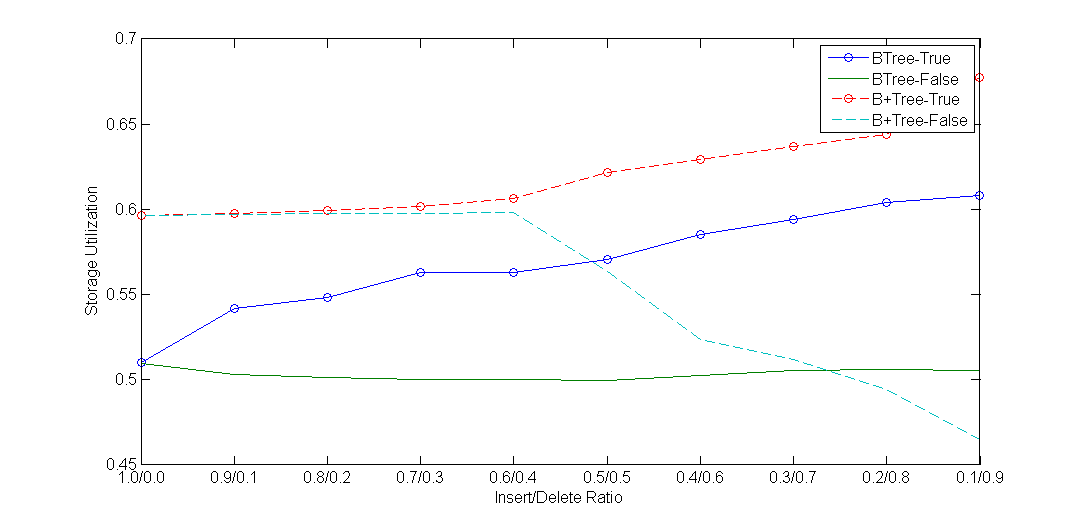 0.7
0.65
0.6
0.55
0.5
0.45
Storage Utilization
1.0/0.0 0.9/0.1 0.8/0.2 0.7/0.3 0.6/0.4 0.5/0.5 0.4/0.6 0.3/0.7 0.2/0.8 0.1/0.9
Insert/Delete Ratio
BTree-True
BTree-False
B+Tree-True
B+Tree-False